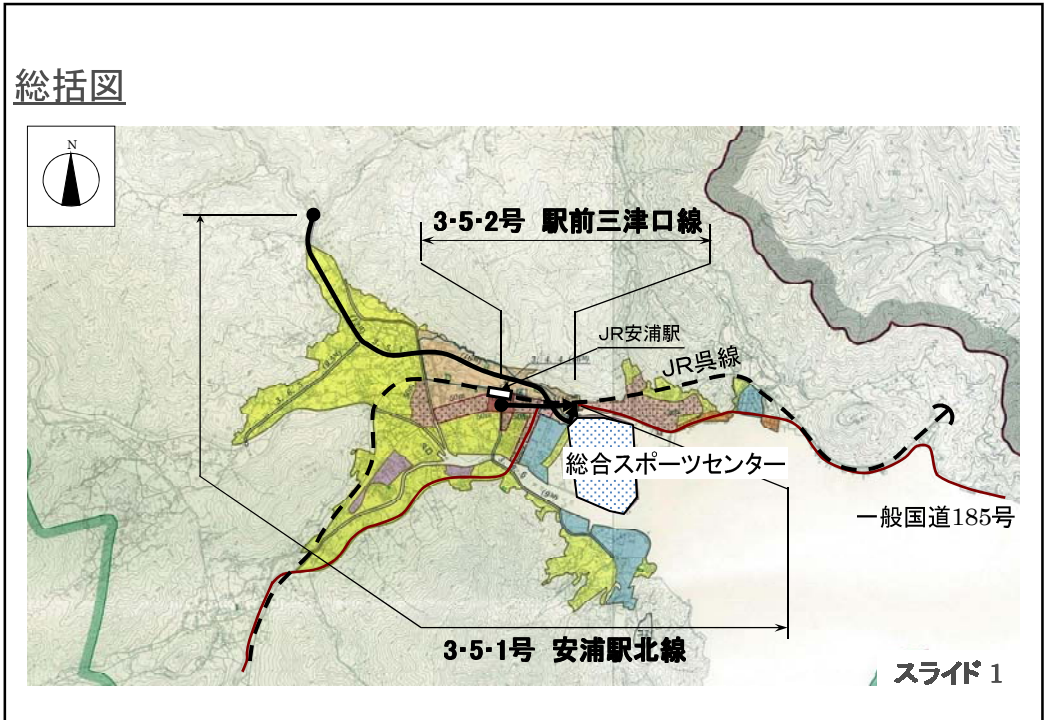 総括図
N
3・5・2号 駅前三津口線
JR安浦駅
JR呉線
総合スポーツセンター
一般国道185号
3・5・1号 安浦駅北線
スライド 1